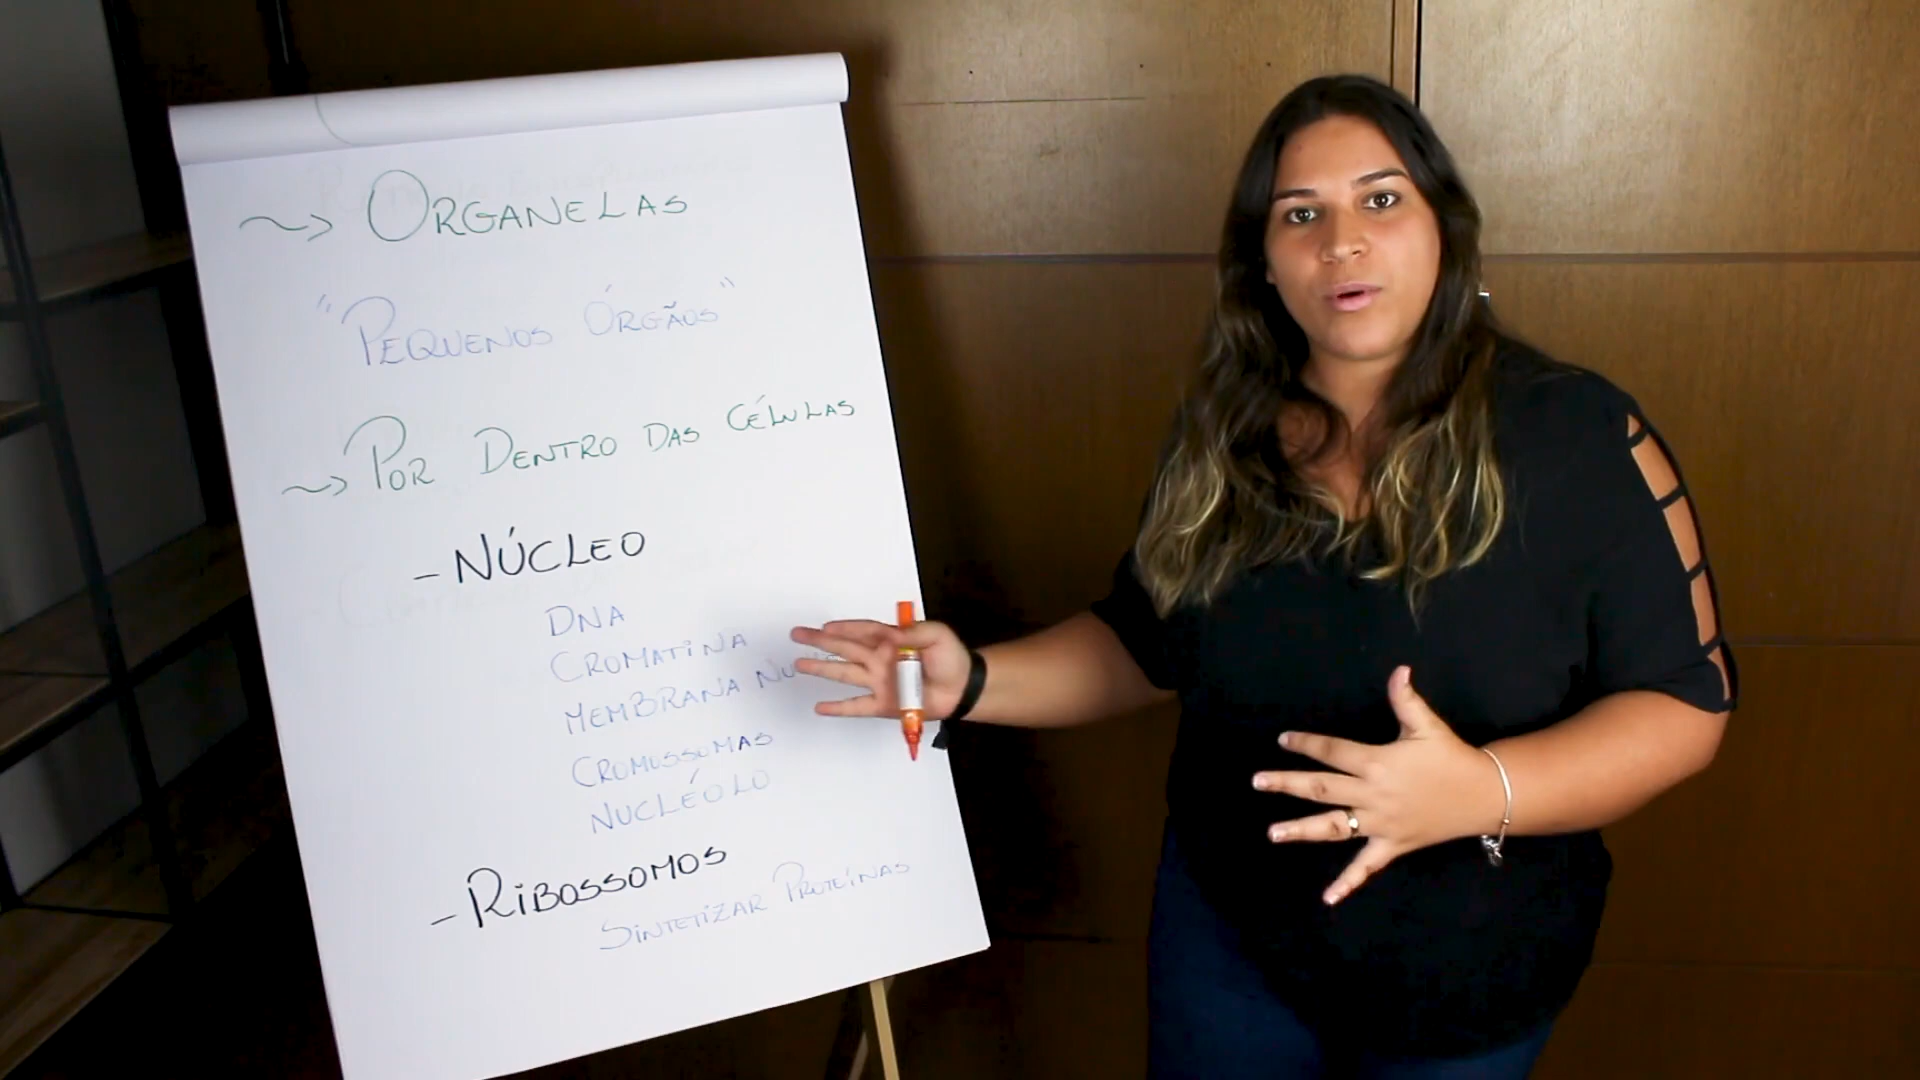 ~> ORGANELAS
"PEQUENOS ÓRGÃOS"
~> POR DENTRO DAS CÉLULAS
- NÚCLEO
DNA
CROMATINA
MEMBRANA
CROMOSSOMAS
NUCLÉOLO
- RIBOSSOMOS
SINTETIZAR PROTEÍNAS